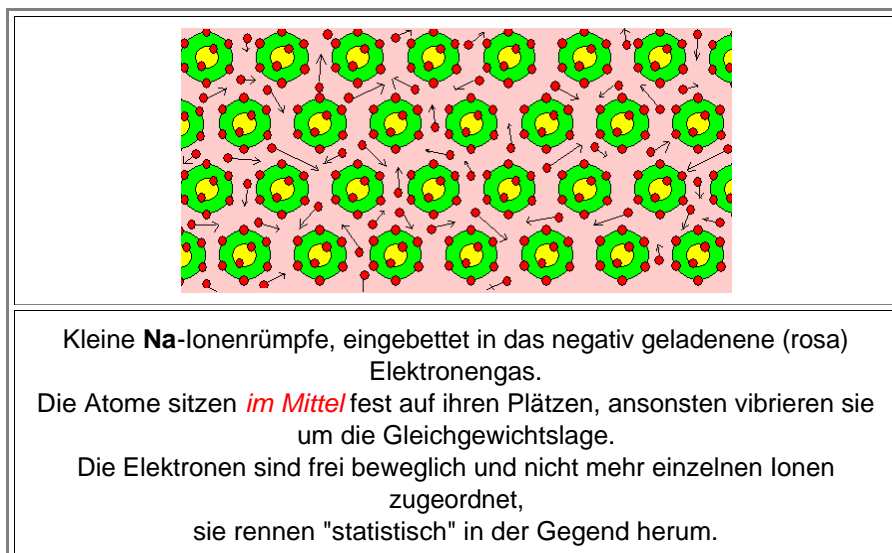 Kleine Na-Ionenrümpfe, eingebettet in das negativ geladenene (rosa)
Elektronengas.
Die Atome sitzen im Mittel fest auf ihren Plätzen, ansonsten vibrieren sie
um die Gleichgewichtslage.
Die Elektronen sind frei beweglich und nicht mehr einzelnen Ionen
zugeordnet,
sie rennen "statistisch" in der Gegend herum.